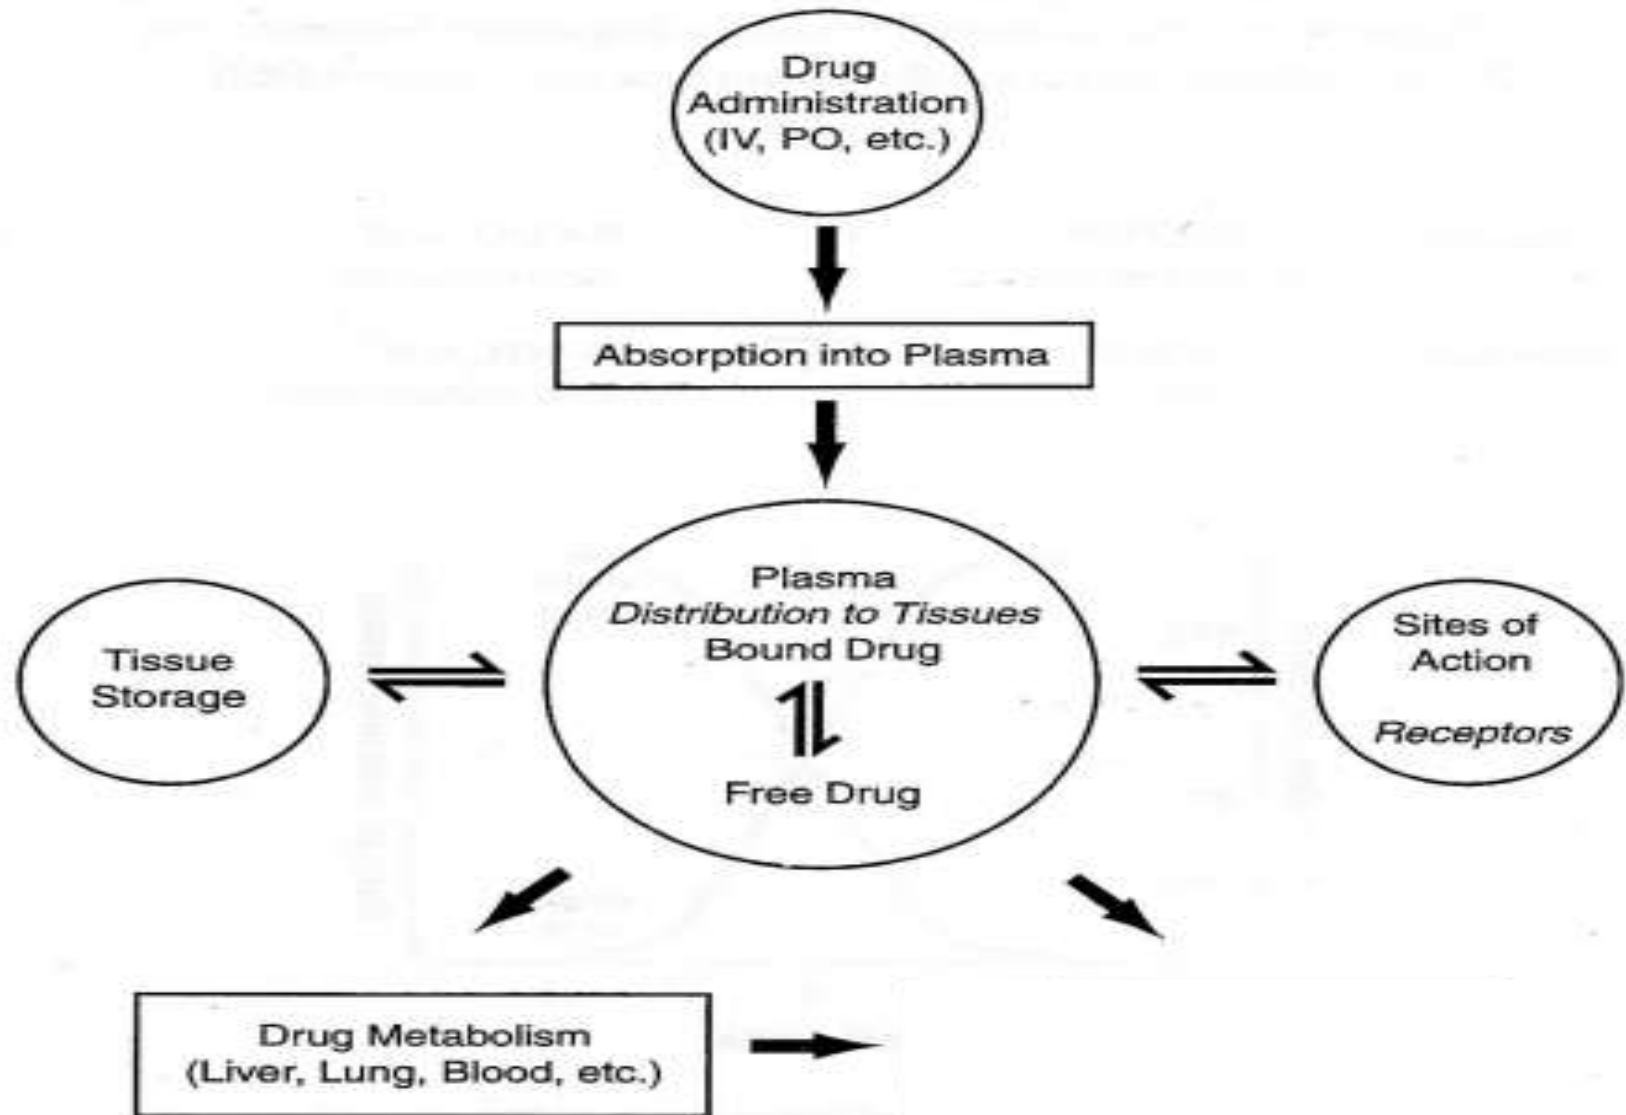 Drug
Administration
(IV, PO, etc.)
Absorption into Plasma
Plasma
Distribution to Tissues
Bound Drug
Free Drug
Tissue
Storage
Sites of
Action
Receptors
Drug Metabolism
(Liver, Lung, Blood, etc.)